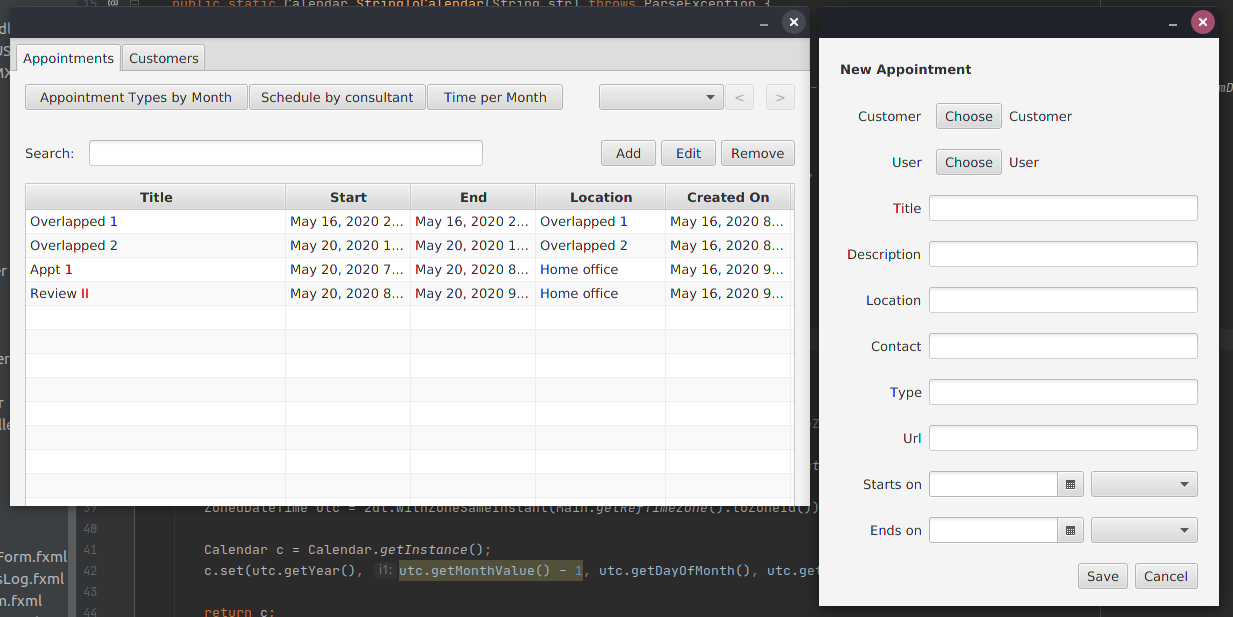 15 @ public static Calendar StringToCalendar(String str) throws ParseException {
Appointments Customers
Appointment Types by Month Schedule by consultant Time per Month < >
Search: Add Edit Remove
Title Start End Location Created On
Overlapped 1 May 16, 2020 2... May 16, 2020 2... Overlapped 1 May 16, 2020 8...
Overlapped 2 May 20, 2020 1... May 20, 2020 1... Overlapped 2 May 16, 2020 8...
Appt 1 May 20, 2020 7... May 20, 2020 8... Home office May 16, 2020 9...
Review II May 20, 2020 8... May 20, 2020 9... Home office May 16, 2020 9...
New Appointment
Customer Choose Customer
User Choose User
Title
Description
Location
Contact
Type
Url
Starts on
Ends on
Save Cancel
39 ZonedDateTime utc = zdt.withZoneSameInstant(Main.getRefTimeZone().toZoneId())
40
41 Calendar c = Calendar.getInstance();
42 c.set(utc.getYear(), i1: utc.getMonthValue() - 1, utc.getDayOfMonth(), utc.get
43
44 return c;
Form.fxml
sLog.fxml
m.fxml